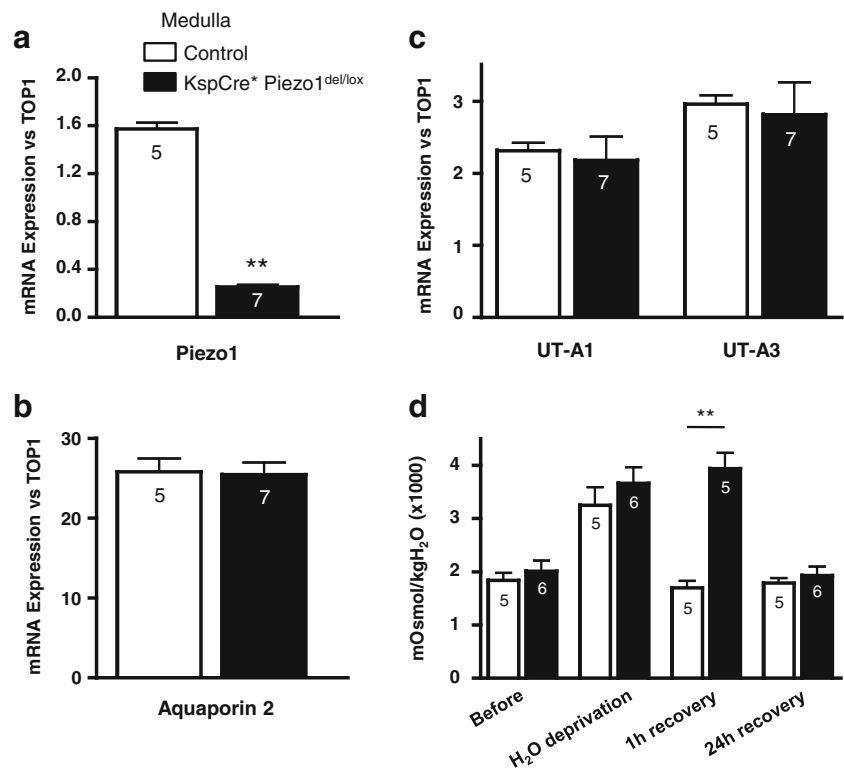 a
Medulla
Control
KspCre* Piezo1del/lox
mRNA Expression vs TOP1
2.0
1.6
1.2
0.8
0.4
0.0
5
**
7
Piezo1
c
mRNA Expression vs TOP1
3
2
1
0
5
7
5
7
UT-A1
UT-A3
b
mRNA Expression vs TOP1
30
20
10
0
5
7
Aquaporin 2
d
mOsmol/kgH₂O (x1000)
4
3
2
1
0
**
5
6
5
6
5
5
5
6
Before
H₂O deprivation
1h recovery
24h recovery